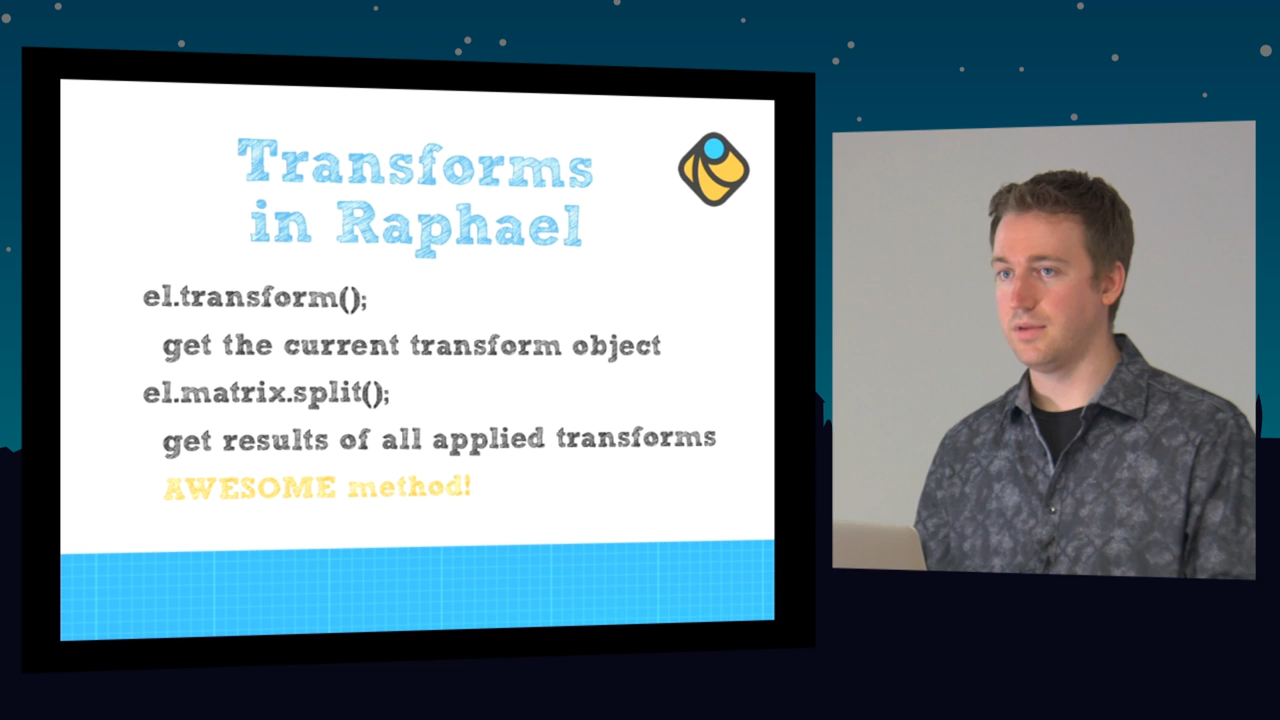 Transforms
in Raphael
el.transform();
get the current transform object
el.matrix.split();
get results of all applied transforms
AWESOME method!